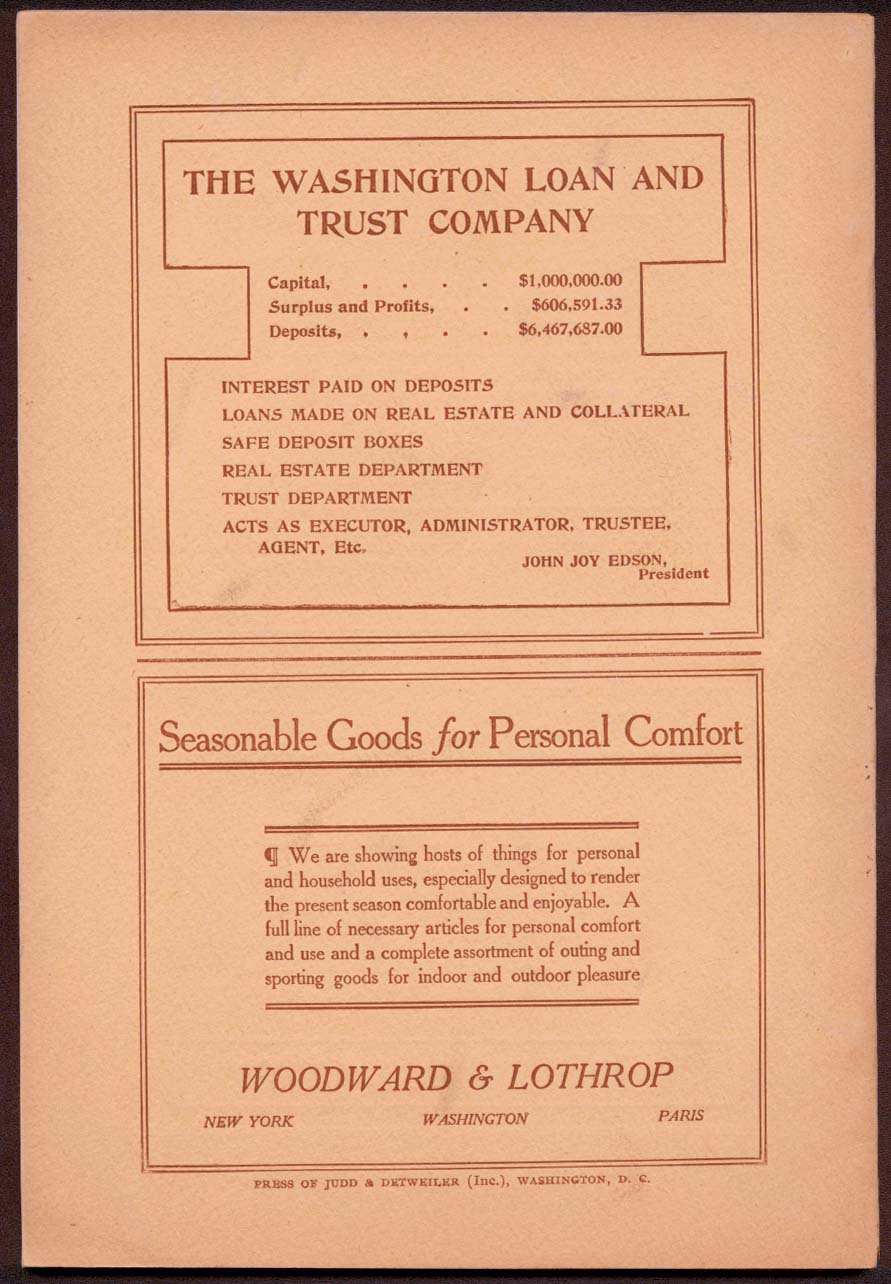 THE WASHINGTON LOAN AND
TRUST COMPANY
Capital, . . . . $1,000,000.00
Surplus and Profits, . . $606,591.33
Deposits, . . . . $6,467,687.00
INTEREST PAID ON DEPOSITS
LOANS MADE ON REAL ESTATE AND COLLATERAL
SAFE DEPOSIT BOXES
REAL ESTATE DEPARTMENT
TRUST DEPARTMENT
ACTS AS EXECUTOR, ADMINISTRATOR, TRUSTEE,
AGENT, Etc.
JOHN JOY EDSON,
President
Seasonable Goods for Personal Comfort
¶ We are showing hosts of things for personal
and household uses, especially designed to render
the present season comfortable and enjoyable. A
full line of necessary articles for personal comfort
and use and a complete assortment of outing and
sporting goods for indoor and outdoor pleasure
WOODWARD & LOTHROP
NEW YORK WASHINGTON PARIS
PRESS OF JUDD & DETWEILER (Inc.), WASHINGTON, D. C.